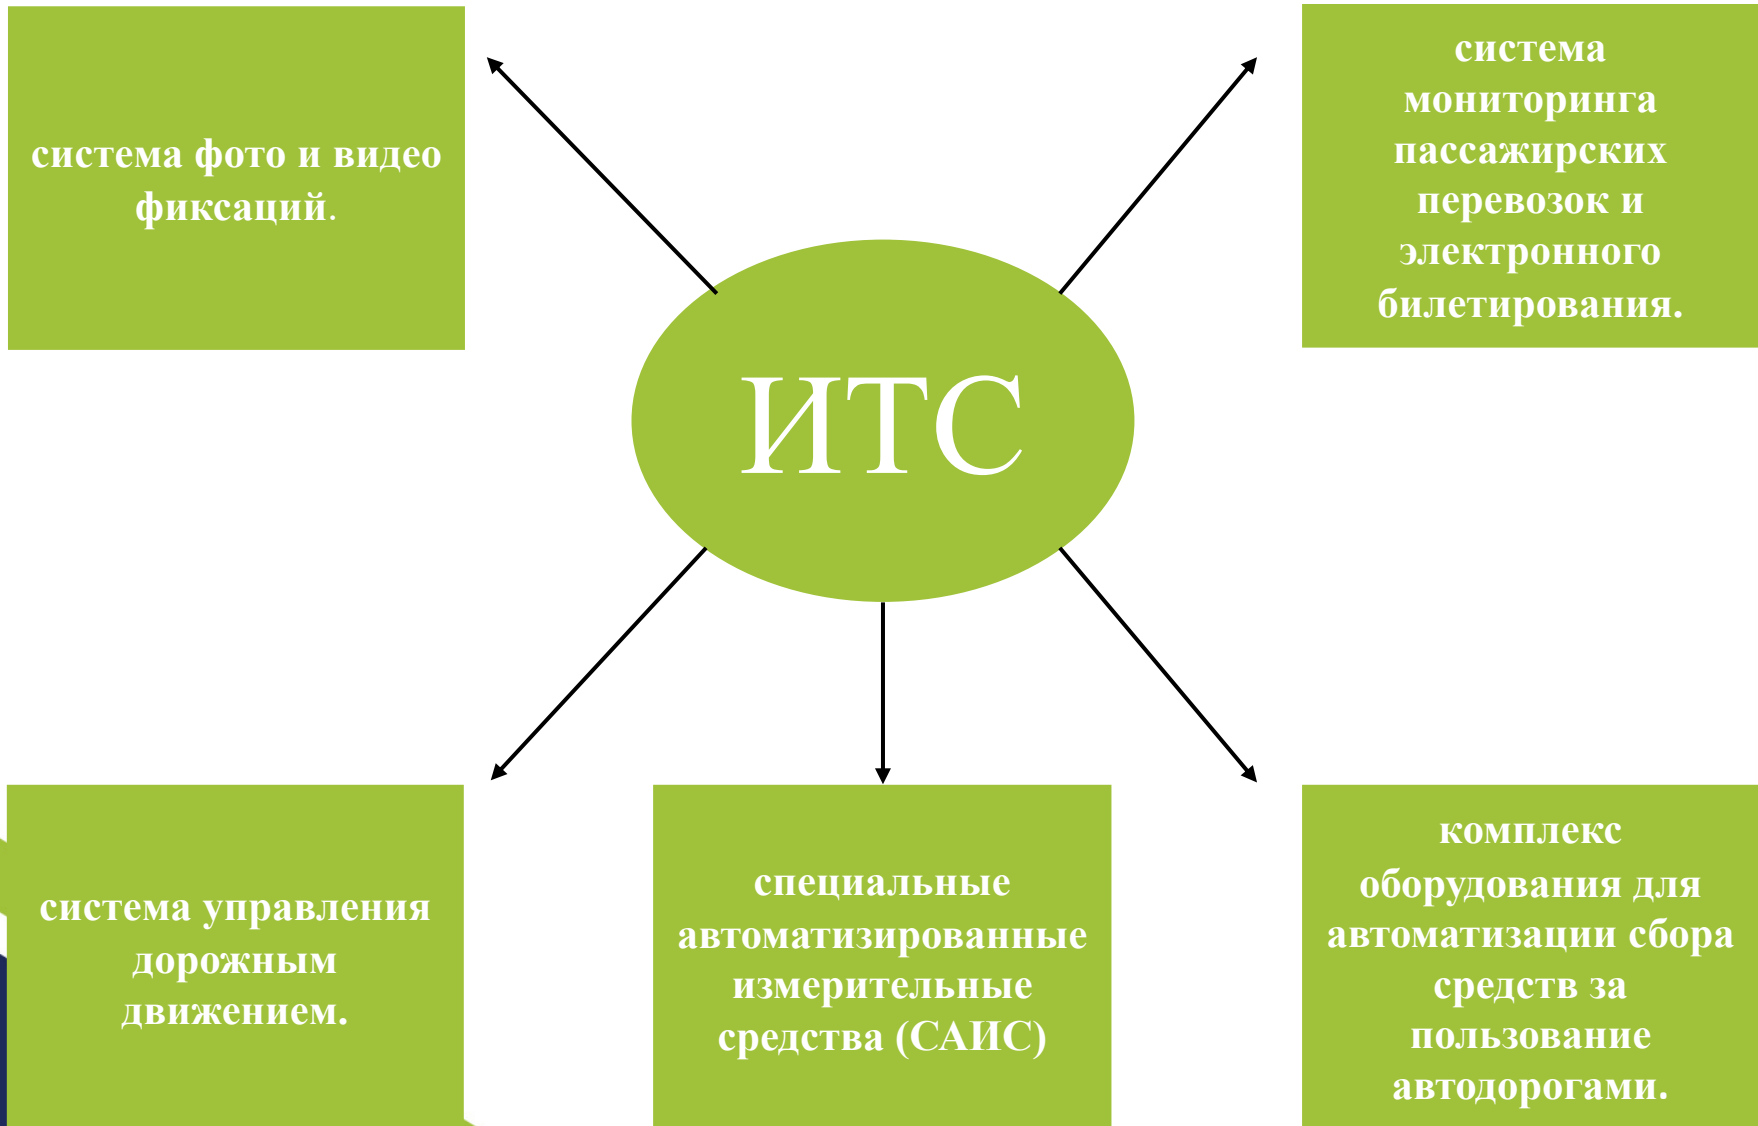 система фото и видео
фиксаций.
система
мониторинга
пассажирских
перевозок и
электронного
билетирования.
ИТС
система управления
дорожным
движением.
специальные
автоматизированные
измерительные
средства (САИС)
комплекс
оборудования для
автоматизации сбора
средств за
пользование
автодорогами.